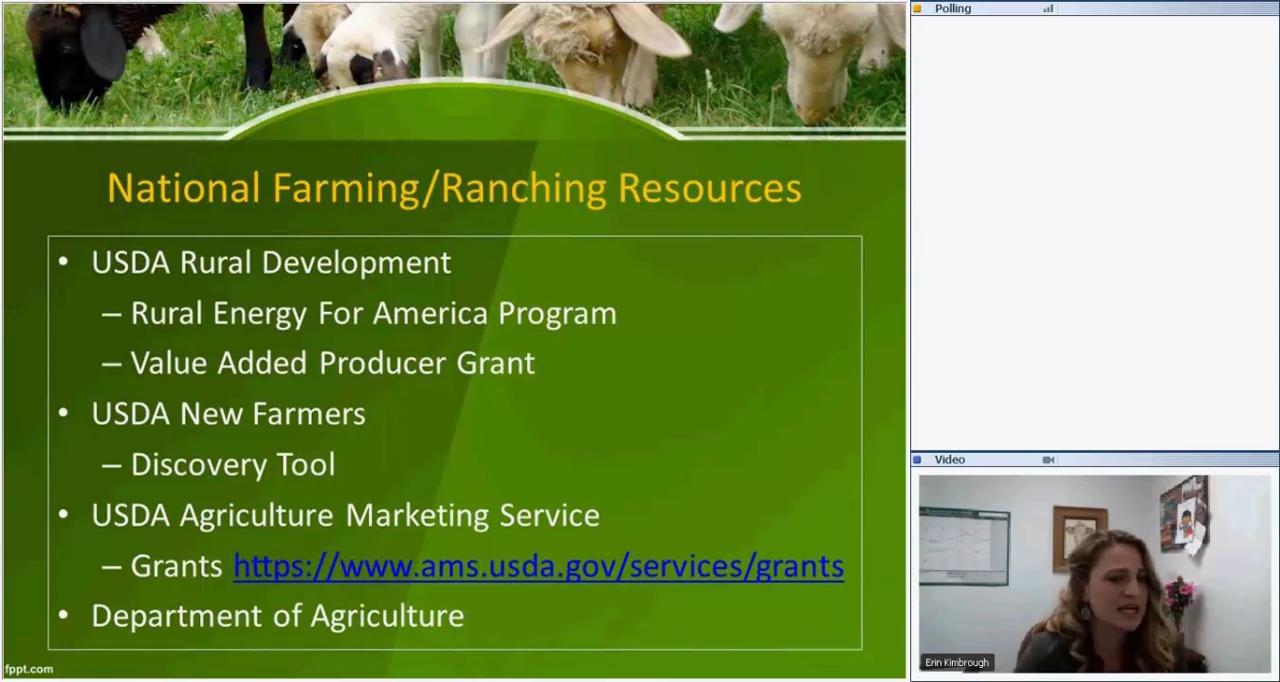 Polling
National Farming/Ranching Resources
• USDA Rural Development
– Rural Energy For America Program
– Value Added Producer Grant
• USDA New Farmers
– Discovery Tool
• USDA Agriculture Marketing Service
– Grants https://www.ams.usda.gov/services/grants
• Department of Agriculture
fppt.com
Video
Erin Kimbrough